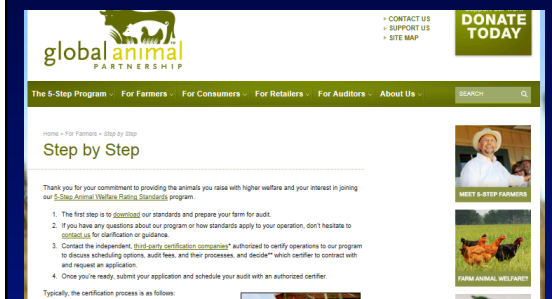 CONTACT US
SUPPORT US
SITE MAP
DONATE
TODAY
global animal
PARTNERSHIP
The 5-Step Program For Farmers For Consumers For Retailers For Auditors About Us
SEARCH
Home » For Farmers » Step by Step
Step by Step
Thank you for your commitment to providing the animals you raise with higher welfare and your interest in joining
our 5-Step Animal Welfare Rating Standards program.
1. The first step is to download our standards and prepare your farm for audit.
2. If you have any questions about our program or how standards apply to your operation, don't hesitate to
contact us for clarification or guidance.
3. Contact the independent, third-party certification companies* authorized to certify operations to our program
to discuss scheduling options, audit fees, and their processes, and decide** which certifier to contract with
and request an application.
4. Once you're ready, submit your application and schedule your audit with an authorized certifier.
Typically, the certification process is as follows:
MEET 5-STEP FARMERS
FARM ANIMAL WELFARE?